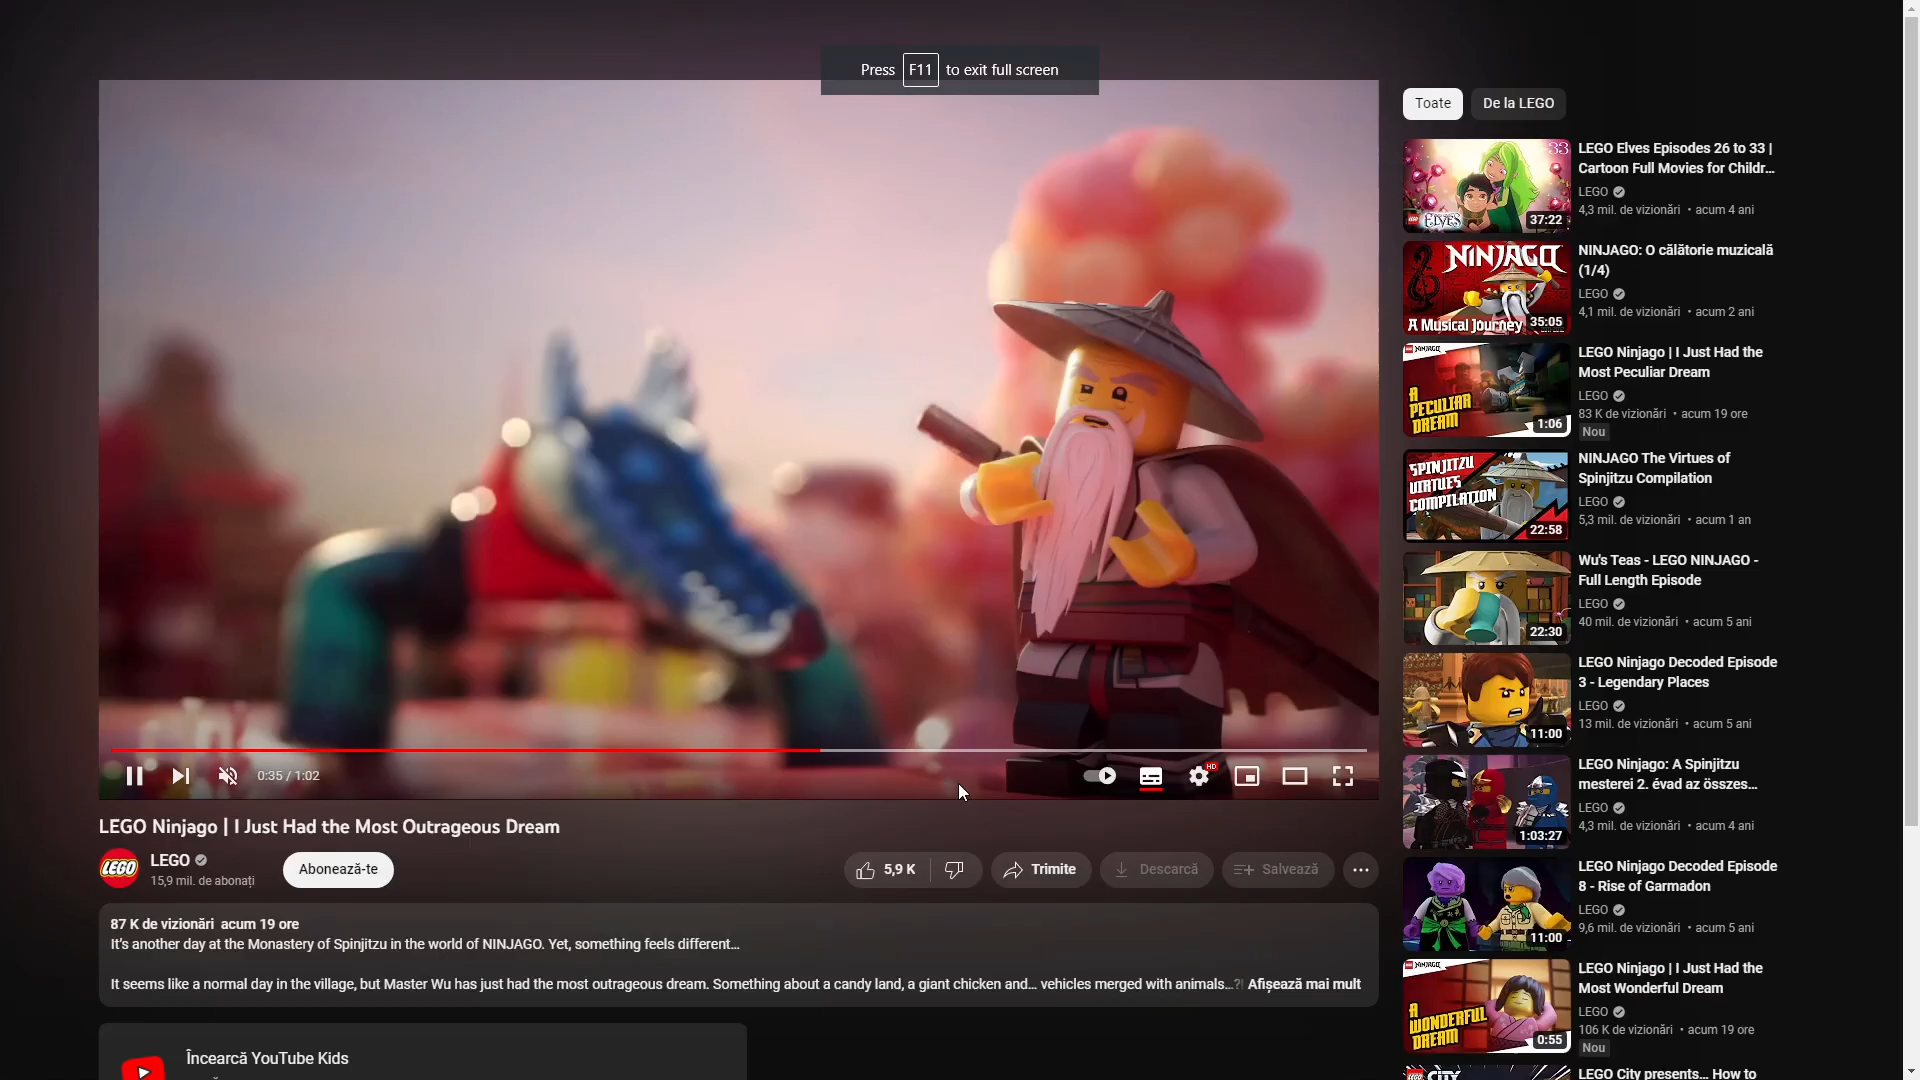 Press F11 to exit full screen
0:35 / 1:02
HD
LEGO Ninjago | I Just Had the Most Outrageous Dream
LEGO
LEGO
15,9 mil. de abonați
Abonează-te
5,9 K
Trimite
Descarcă
Salvează
87 K de vizionări acum 19 ore
It's another day at the Monastery of Spinjitzu in the world of NINJAGO. Yet, something feels different...
It seems like a normal day in the village, but Master Wu has just had the most outrageous dream. Something about a candy land, a giant chicken and... vehicles merged with animals...?! Afișează mai mult
Încearcă YouTube Kids
Toate
De la LEGO
33
ELVES
37:22
LEGO Elves Episodes 26 to 33 |
Cartoon Full Movies for Childr...
LEGO
4,3 mil. de vizionări • acum 4 ani
NINJAGO
A Musical Journey
35:05
NINJAGO: O călătorie muzicală
(1/4)
LEGO
4,1 mil. de vizionări • acum 2 ani
NINJAGO
A
PECULIAR
DREAM
1:06
LEGO Ninjago | I Just Had the
Most Peculiar Dream
LEGO
83 K de vizionări • acum 19 ore
Nou
SPINJITZU
VIRTUES
COMPILATION
22:58
NINJAGO The Virtues of
Spinjitzu Compilation
LEGO
5,3 mil. de vizionări • acum 1 an
22:30
Wu's Teas - LEGO NINJAGO -
Full Length Episode
LEGO
40 mil. de vizionări • acum 5 ani
11:00
LEGO Ninjago Decoded Episode
3 - Legendary Places
LEGO
13 mil. de vizionări • acum 5 ani
1:03:27
LEGO Ninjago: A Spinjitzu
mesterei 2. évad az összes...
LEGO
4,3 mil. de vizionări • acum 4 ani
11:00
LEGO Ninjago Decoded Episode
8 - Rise of Garmadon
LEGO
9,6 mil. de vizionări • acum 5 ani
NINJAGO
A
WONDERFUL
DREAM
0:55
LEGO Ninjago | I Just Had the
Most Wonderful Dream
LEGO
106 K de vizionări • acum 19 ore
Nou
CITY
LEGO City presents... How to